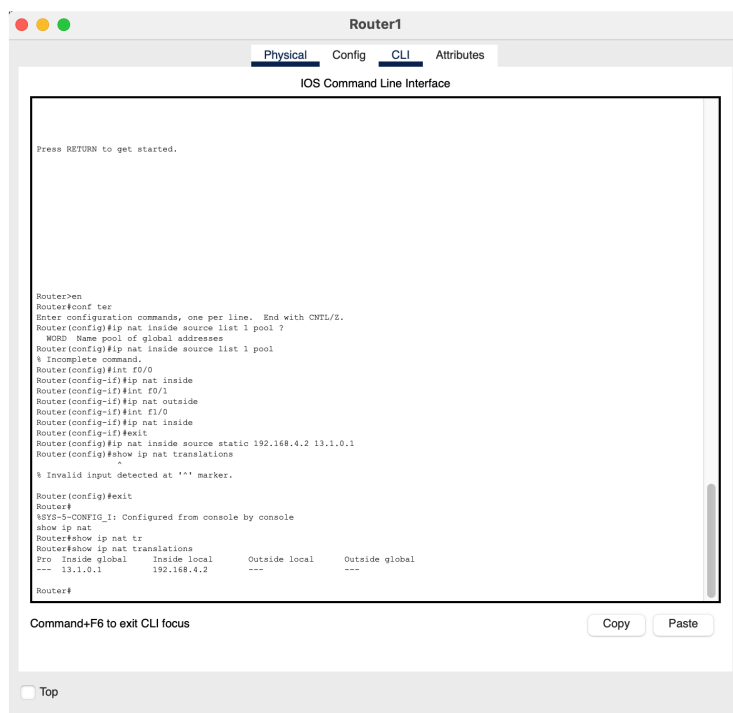 Router1
Physical Config CLI Attributes
IOS Command Line Interface
Press RETURN to get started.
Router>en
Router#conf ter
Enter configuration commands, one per line.  End with CNTL/Z.
Router(config)#ip nat inside source list 1 pool ?
  WORD  Name pool of global addresses
Router(config)#ip nat inside source list 1 pool
% Incomplete command.
Router(config)#int f0/0
Router(config-if)#ip nat inside
Router(config-if)#int f0/1
Router(config-if)#ip nat outside
Router(config-if)#int f1/0
Router(config-if)#ip nat inside
Router(config-if)#exit
Router(config)#ip nat inside source static 192.168.4.2 13.1.0.1
Router(config)#show ip nat translations
                ^
% Invalid input detected at '^' marker.
Router(config)#exit
Router#
%SYS-5-CONFIG_I: Configured from console by console
show ip nat
Router#show ip nat tr
Router#show ip nat translations
Pro  Inside global     Inside local       Outside local      Outside global
---  13.1.0.1          192.168.4.2        ---                ---
Router#
Command+F6 to exit CLI focus
Copy Paste
Top